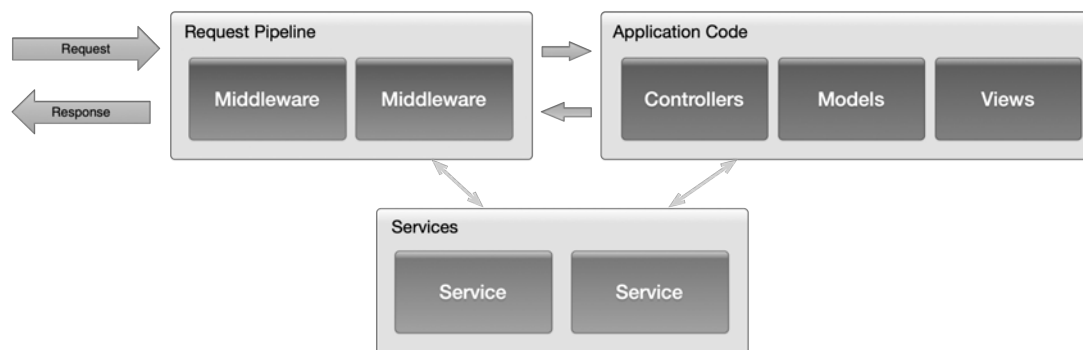 Request Pipeline
Application Code
Request
Middleware
Middleware
Controllers
Models
Views
Response
Services
Service
Service